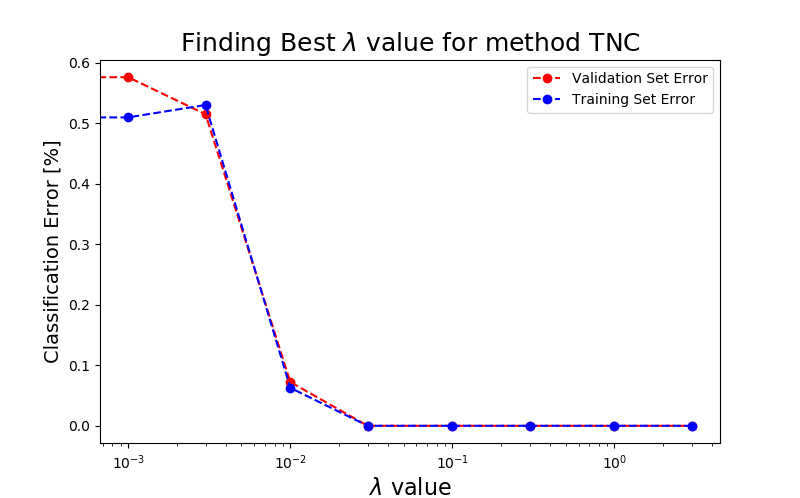 Finding Best λ value for method TNC
Validation Set Error
Training Set Error
Classification Error [%]
0.6
0.5
0.4
0.3
0.2
0.1
0.0
10⁻³ 10⁻² 10⁻¹ 10⁰
λ value